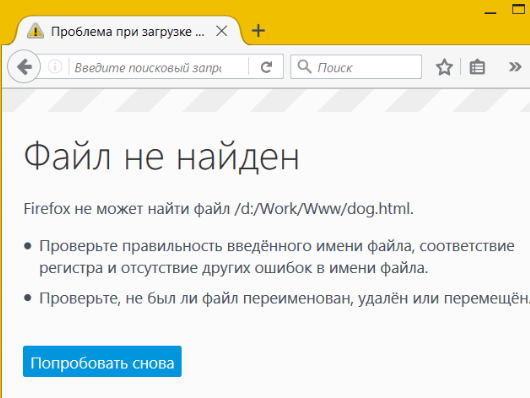 Проблема при загрузке ...
Введите поисковый запр
Поиск
Файл не найден
Firefox не может найти файл /d:/Work/Www/dog.html.
Проверьте правильность введённого имени файла, соответствие
регистра и отсутствие других ошибок в имени файла.
Проверьте, не был ли файл переименован, удалён или перемещён.
Попробовать снова